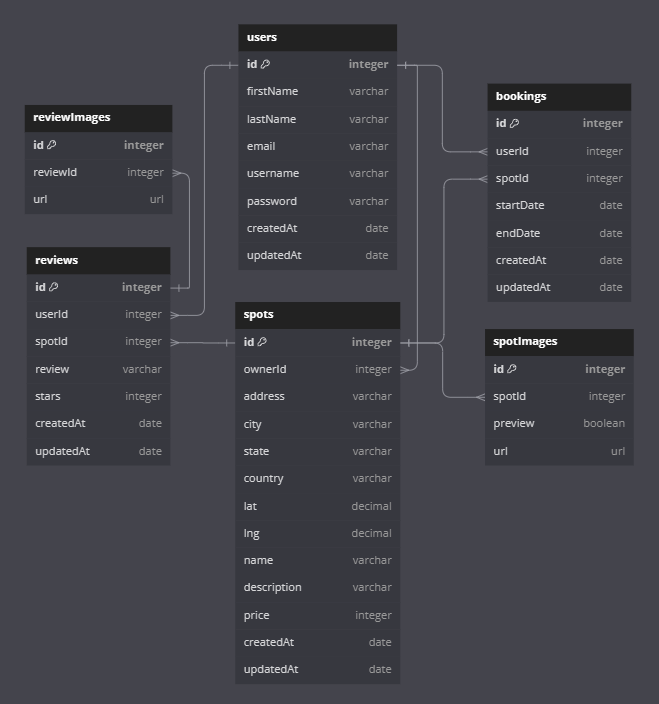 users
id integer
firstName varchar
lastName varchar
email varchar
username varchar
password varchar
createdAt date
updatedAt date
bookings
id integer
userId integer
spotId integer
startDate date
endDate date
createdAt date
updatedAt date
reviewImages
id integer
reviewId integer
url url
reviews
id integer
userId integer
spotId integer
review varchar
stars integer
createdAt date
updatedAt date
spots
id integer
ownerId integer
address varchar
city varchar
state varchar
country varchar
lat decimal
lng decimal
name varchar
description varchar
price integer
createdAt date
updatedAt date
spotImages
id integer
spotId integer
preview boolean
url url